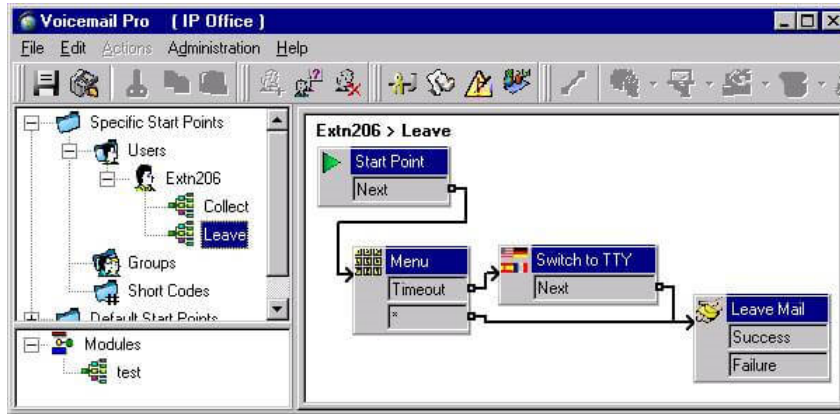 Voicemail Pro ( IP Office )
File Edit Actions Administration Help
Specific Start Points
Users
Extn206
Collect
Leave
Groups
Short Codes
Default Start Points
Modules
test
Extn206 > Leave
Start Point
Next
Menu
Timeout
*
Switch to TTY
Next
Leave Mail
Success
Failure